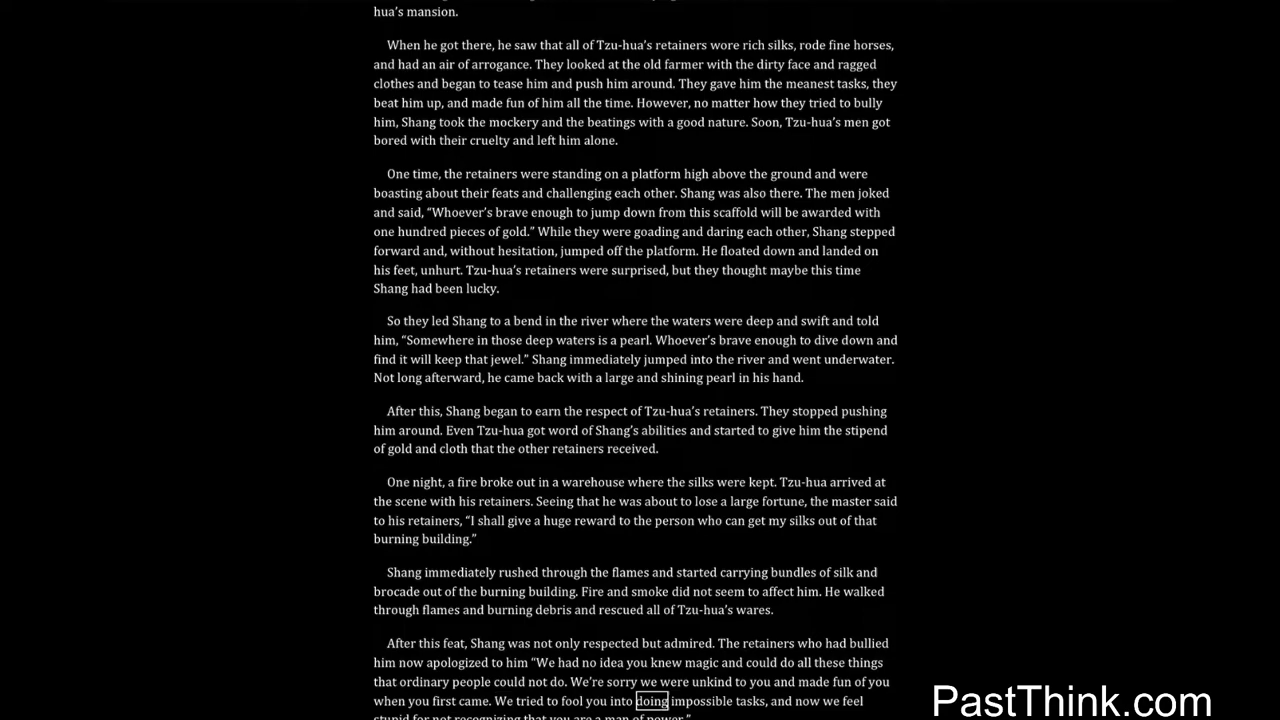 hua’s mansion.
When he got there, he saw that all of Tzu-hua’s retainers wore rich silks, rode fine horses,
and had an air of arrogance. They looked at the old farmer with the dirty face and ragged
clothes and began to tease him and push him around. They gave him the meanest tasks, they
beat him up, and made fun of him all the time. However, no matter how they tried to bully
him, Shang took the mockery and the beatings with a good nature. Soon, Tzu-hua’s men got
bored with their cruelty and left him alone.
One time, the retainers were standing on a platform high above the ground and were
boasting about their feats and challenging each other. Shang was also there. The men joked
and said, “Whoever’s brave enough to jump down from this scaffold will be awarded with
one hundred pieces of gold.” While they were goading and daring each other, Shang stepped
forward and, without hesitation, jumped off the platform. He floated down and landed on
his feet, unhurt. Tzu-hua’s retainers were surprised, but they thought maybe this time
Shang had been lucky.
So they led Shang to a bend in the river where the waters were deep and swift and told
him, “Somewhere in those deep waters is a pearl. Whoever’s brave enough to dive down and
find it will keep that jewel.” Shang immediately jumped into the river and went underwater.
Not long afterward, he came back with a large and shining pearl in his hand.
After this, Shang began to earn the respect of Tzu-hua’s retainers. They stopped pushing
him around. Even Tzu-hua got word of Shang’s abilities and started to give him the stipend
of gold and cloth that the other retainers received.
One night, a fire broke out in a warehouse where the silks were kept. Tzu-hua arrived at
the scene with his retainers. Seeing that he was about to lose a large fortune, the master said
to his retainers, “I shall give a huge reward to the person who can get my silks out of that
burning building.”
Shang immediately rushed through the flames and started carrying bundles of silk and
brocade out of the burning building. Fire and smoke did not seem to affect him. He walked
through flames and burning debris and rescued all of Tzu-hua’s wares.
After this feat, Shang was not only respected but admired. The retainers who had bullied
him now apologized to him “We had no idea you knew magic and could do all these things
that ordinary people could not do. We’re sorry we were unkind to you and made fun of you
when you first came. We tried to fool you into doing impossible tasks, and now we feel
stupid for not recognizing that you are a man of power.”
PastThink.com